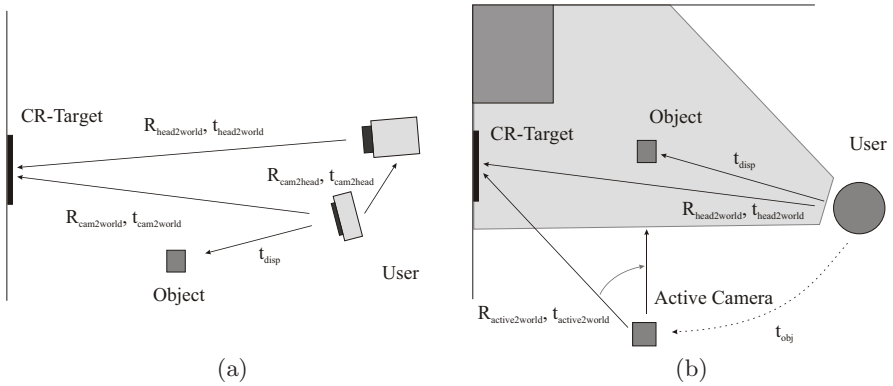 CR-Target
R_head2world, t_head2world
R_cam2head, t_cam2head
R_cam2world, t_cam2world
t_disp
Object
User
(a)
Object
User
CR-Target
t_disp
R_head2world, t_head2world
Active Camera
R_active2world, t_active2world
t_obj
(b)